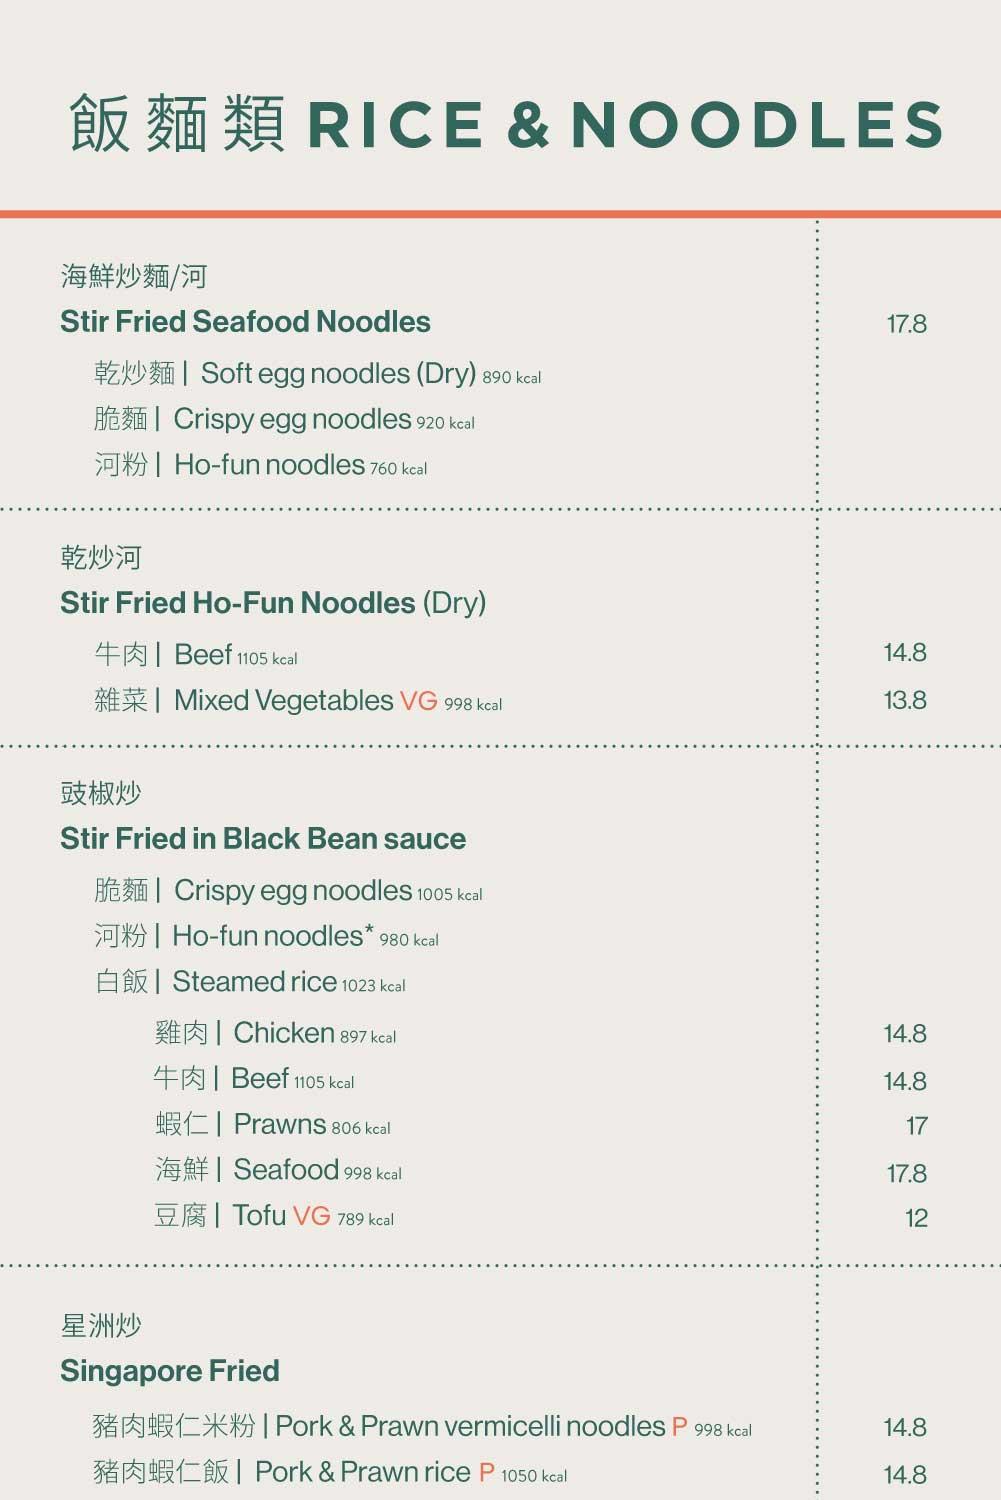 飯麵類 RICE & NOODLES
海鮮炒麵/河
Stir Fried Seafood Noodles 17.8
乾炒麵 | Soft egg noodles (Dry) 890 kcal
脆麵 | Crispy egg noodles 920 kcal
河粉 | Ho-fun noodles 760 kcal
乾炒河
Stir Fried Ho-Fun Noodles (Dry)
牛肉 | Beef 1105 kcal 14.8
雜菜 | Mixed Vegetables VG 998 kcal 13.8
豉椒炒
Stir Fried in Black Bean sauce
脆麵 | Crispy egg noodles 1005 kcal
河粉 | Ho-fun noodles* 980 kcal
白飯 | Steamed rice 1023 kcal
雞肉 | Chicken 897 kcal 14.8
牛肉 | Beef 1105 kcal 14.8
蝦仁 | Prawns 806 kcal 17
海鮮 | Seafood 998 kcal 17.8
豆腐 | Tofu VG 789 kcal 12
星洲炒
Singapore Fried
豬肉蝦仁米粉 | Pork & Prawn vermicelli noodles P 998 kcal 14.8
豬肉蝦仁飯 | Pork & Prawn rice P 1050 kcal 14.8